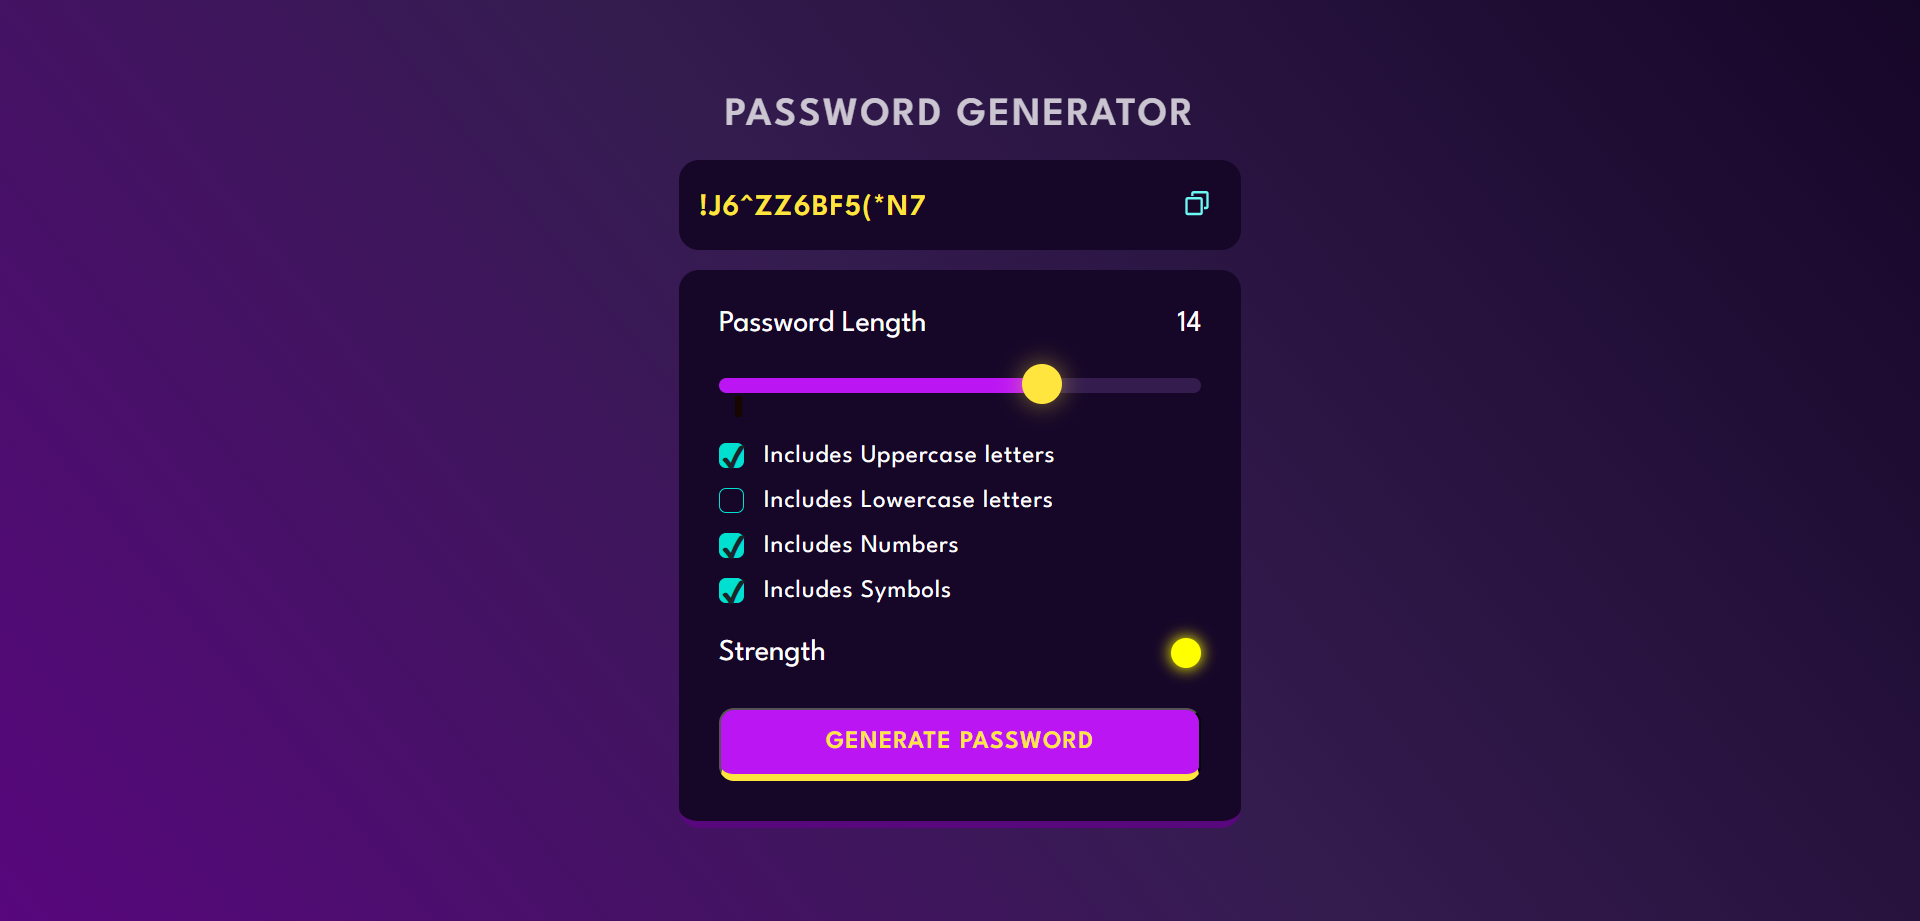 PASSWORD GENERATOR
!J6^ZZ6BF5(*N7
Password Length 14
Includes Uppercase letters
Includes Lowercase letters
Includes Numbers
Includes Symbols
Strength
GENERATE PASSWORD